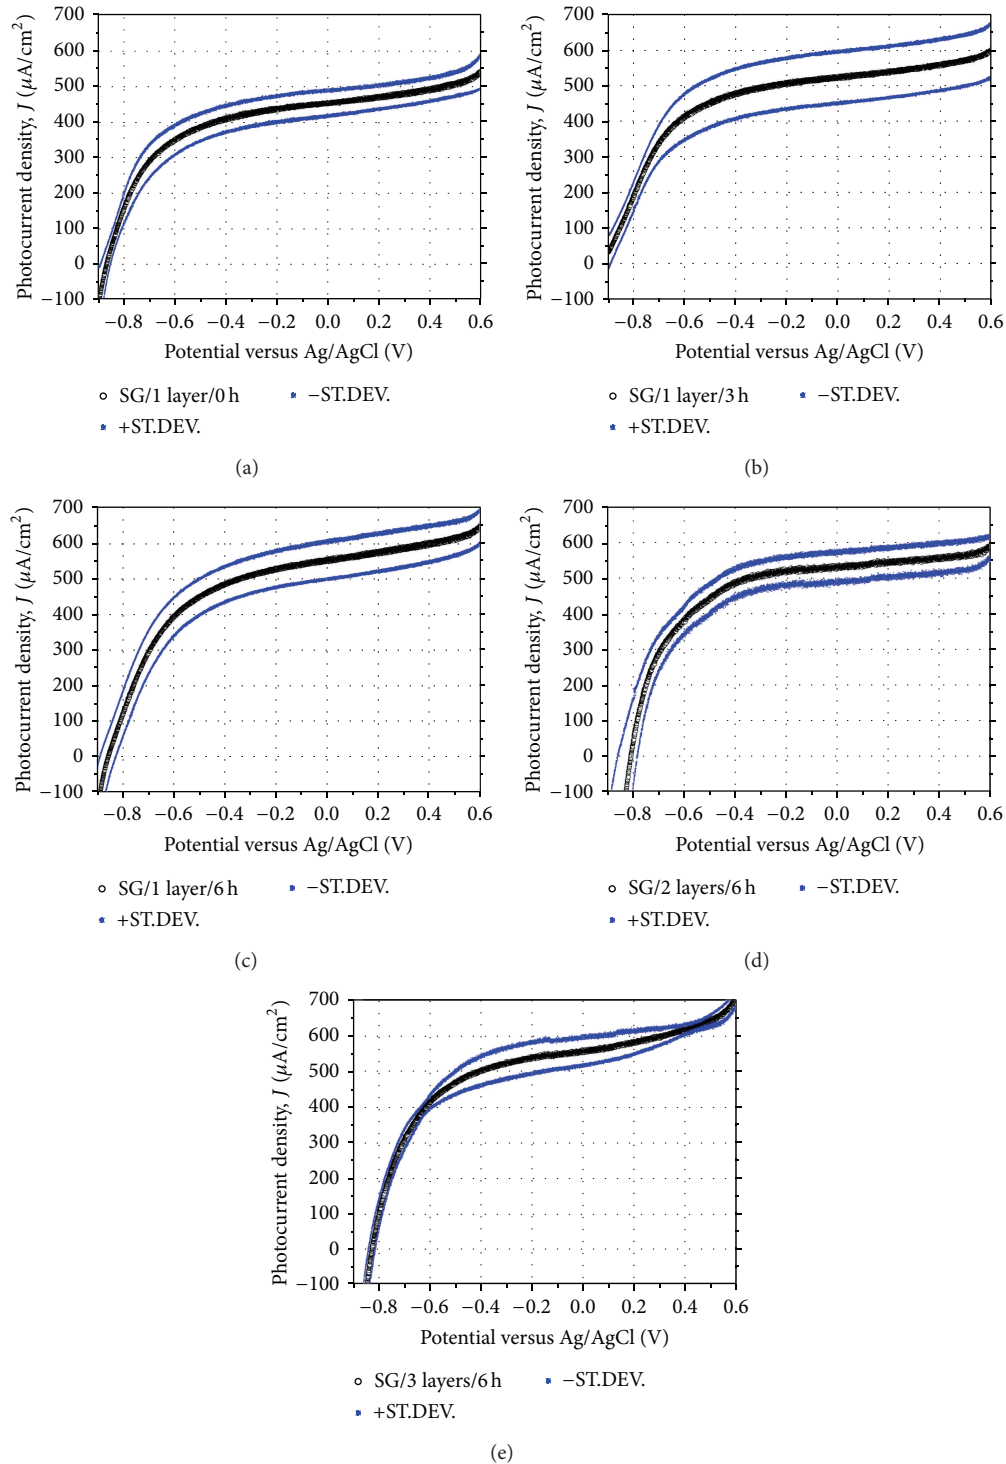 700
600
500
400
300
200
100
0
−100
Photocurrent density, J (μA/cm²)
−0.8 −0.6 −0.4 −0.2 0.0 0.2 0.4 0.6
Potential versus Ag/AgCl (V)
SG/1 layer/0 h −ST.DEV.
+ST.DEV.
(a)
700
600
500
400
300
200
100
0
−100
Photocurrent density, J (μA/cm²)
−0.8 −0.6 −0.4 −0.2 0.0 0.2 0.4 0.6
Potential versus Ag/AgCl (V)
SG/1 layer/3 h −ST.DEV.
+ST.DEV.
(b)
700
600
500
400
300
200
100
0
−100
Photocurrent density, J (μA/cm²)
−0.8 −0.6 −0.4 −0.2 0.0 0.2 0.4 0.6
Potential versus Ag/AgCl (V)
SG/1 layer/6 h −ST.DEV.
+ST.DEV.
(c)
700
600
500
400
300
200
100
0
−100
Photocurrent density, J (μA/cm²)
−0.8 −0.6 −0.4 −0.2 0.0 0.2 0.4 0.6
Potential versus Ag/AgCl (V)
SG/2 layers/6 h −ST.DEV.
+ST.DEV.
(d)
700
600
500
400
300
200
100
0
−100
Photocurrent density, J (μA/cm²)
−0.8 −0.6 −0.4 −0.2 0.0 0.2 0.4 0.6
Potential versus Ag/AgCl (V)
SG/3 layers/6 h −ST.DEV.
+ST.DEV.
(e)